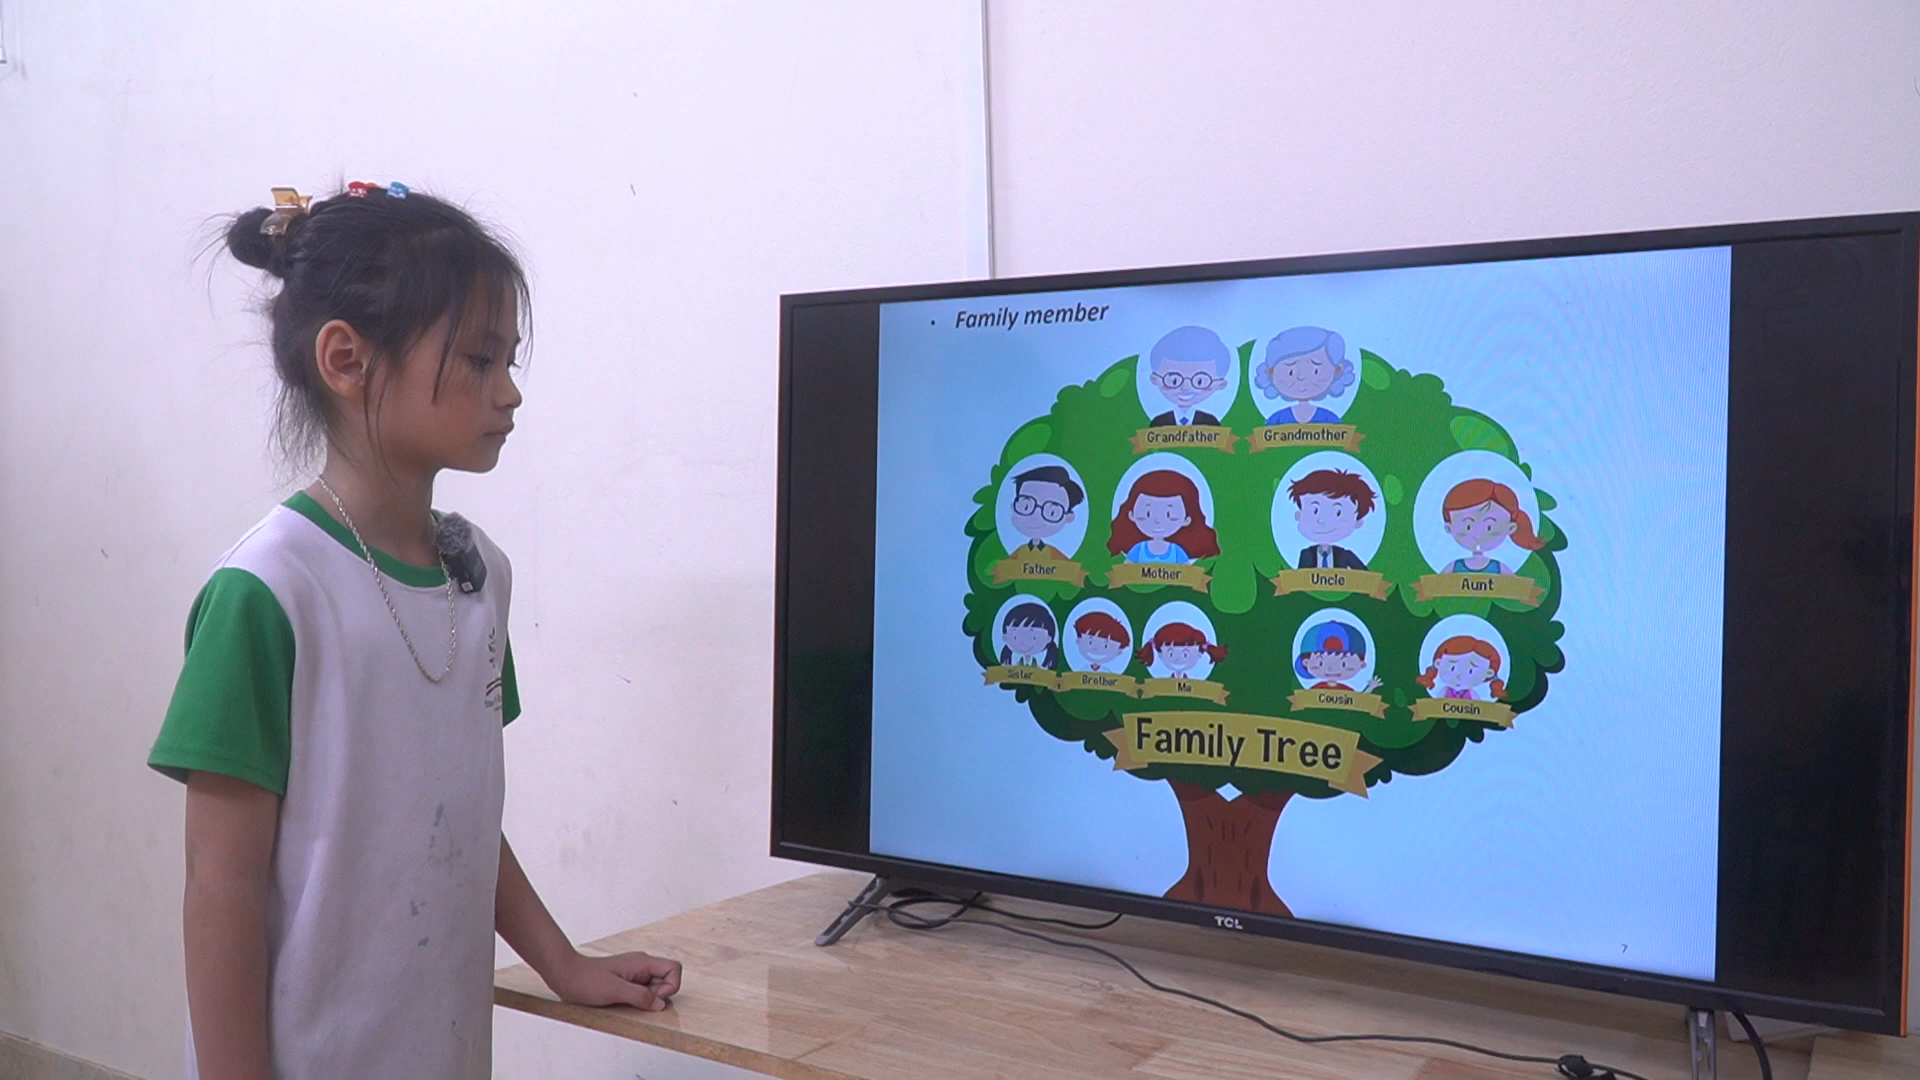 • Family member
Grandfather
Grandmother
Father
Mother
Uncle
Aunt
Sister
Brother
Me
Cousin
Cousin
Family Tree
TCL
7